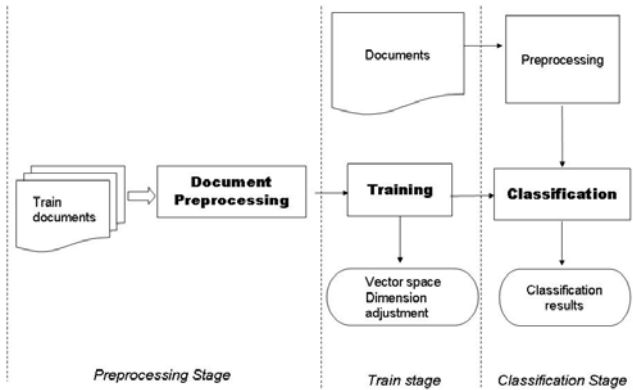 Documents
Preprocessing
Train
documents
Document
Preprocessing
Training
Classification
Vector space
Dimension
adjustment
Classification
results
Preprocessing Stage
Train stage
Classification Stage